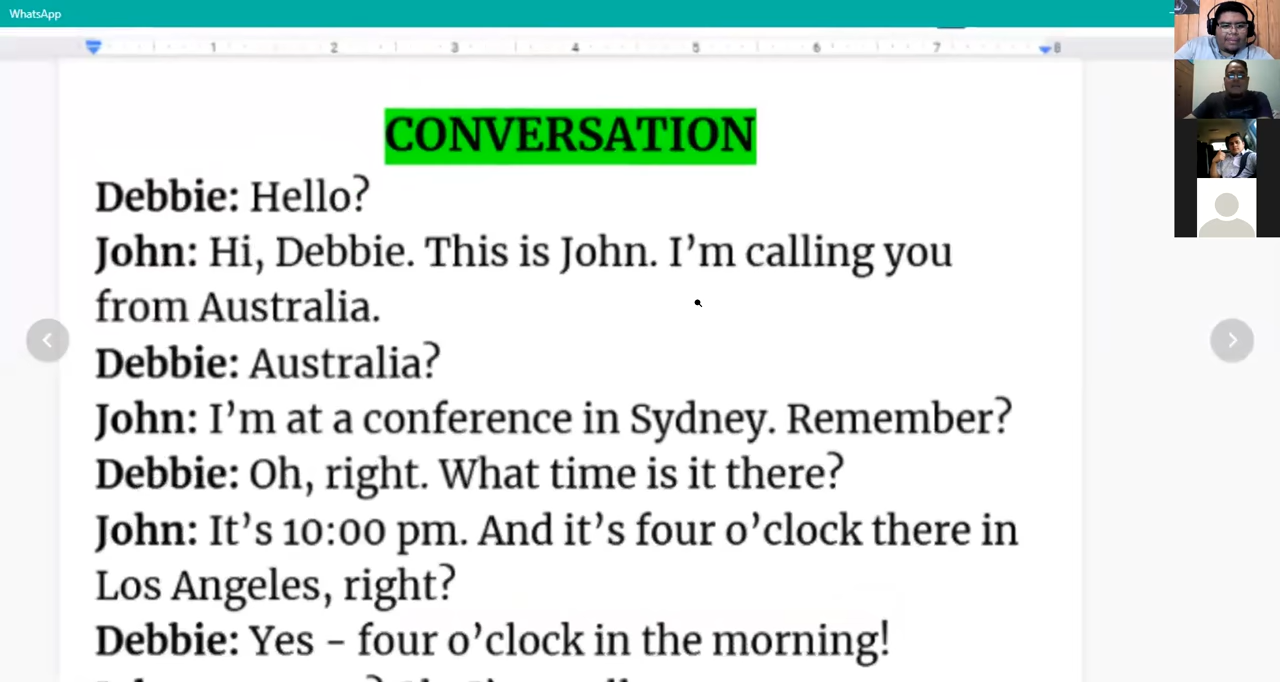 WhatsApp
1 2 3 4 5 6 7 8
CONVERSATION
Debbie: Hello?
John: Hi, Debbie. This is John. I’m calling you
from Australia.
Debbie: Australia?
John: I’m at a conference in Sydney. Remember?
Debbie: Oh, right. What time is it there?
John: It’s 10:00 pm. And it’s four o’clock there in
Los Angeles, right?
Debbie: Yes – four o’clock in the morning!